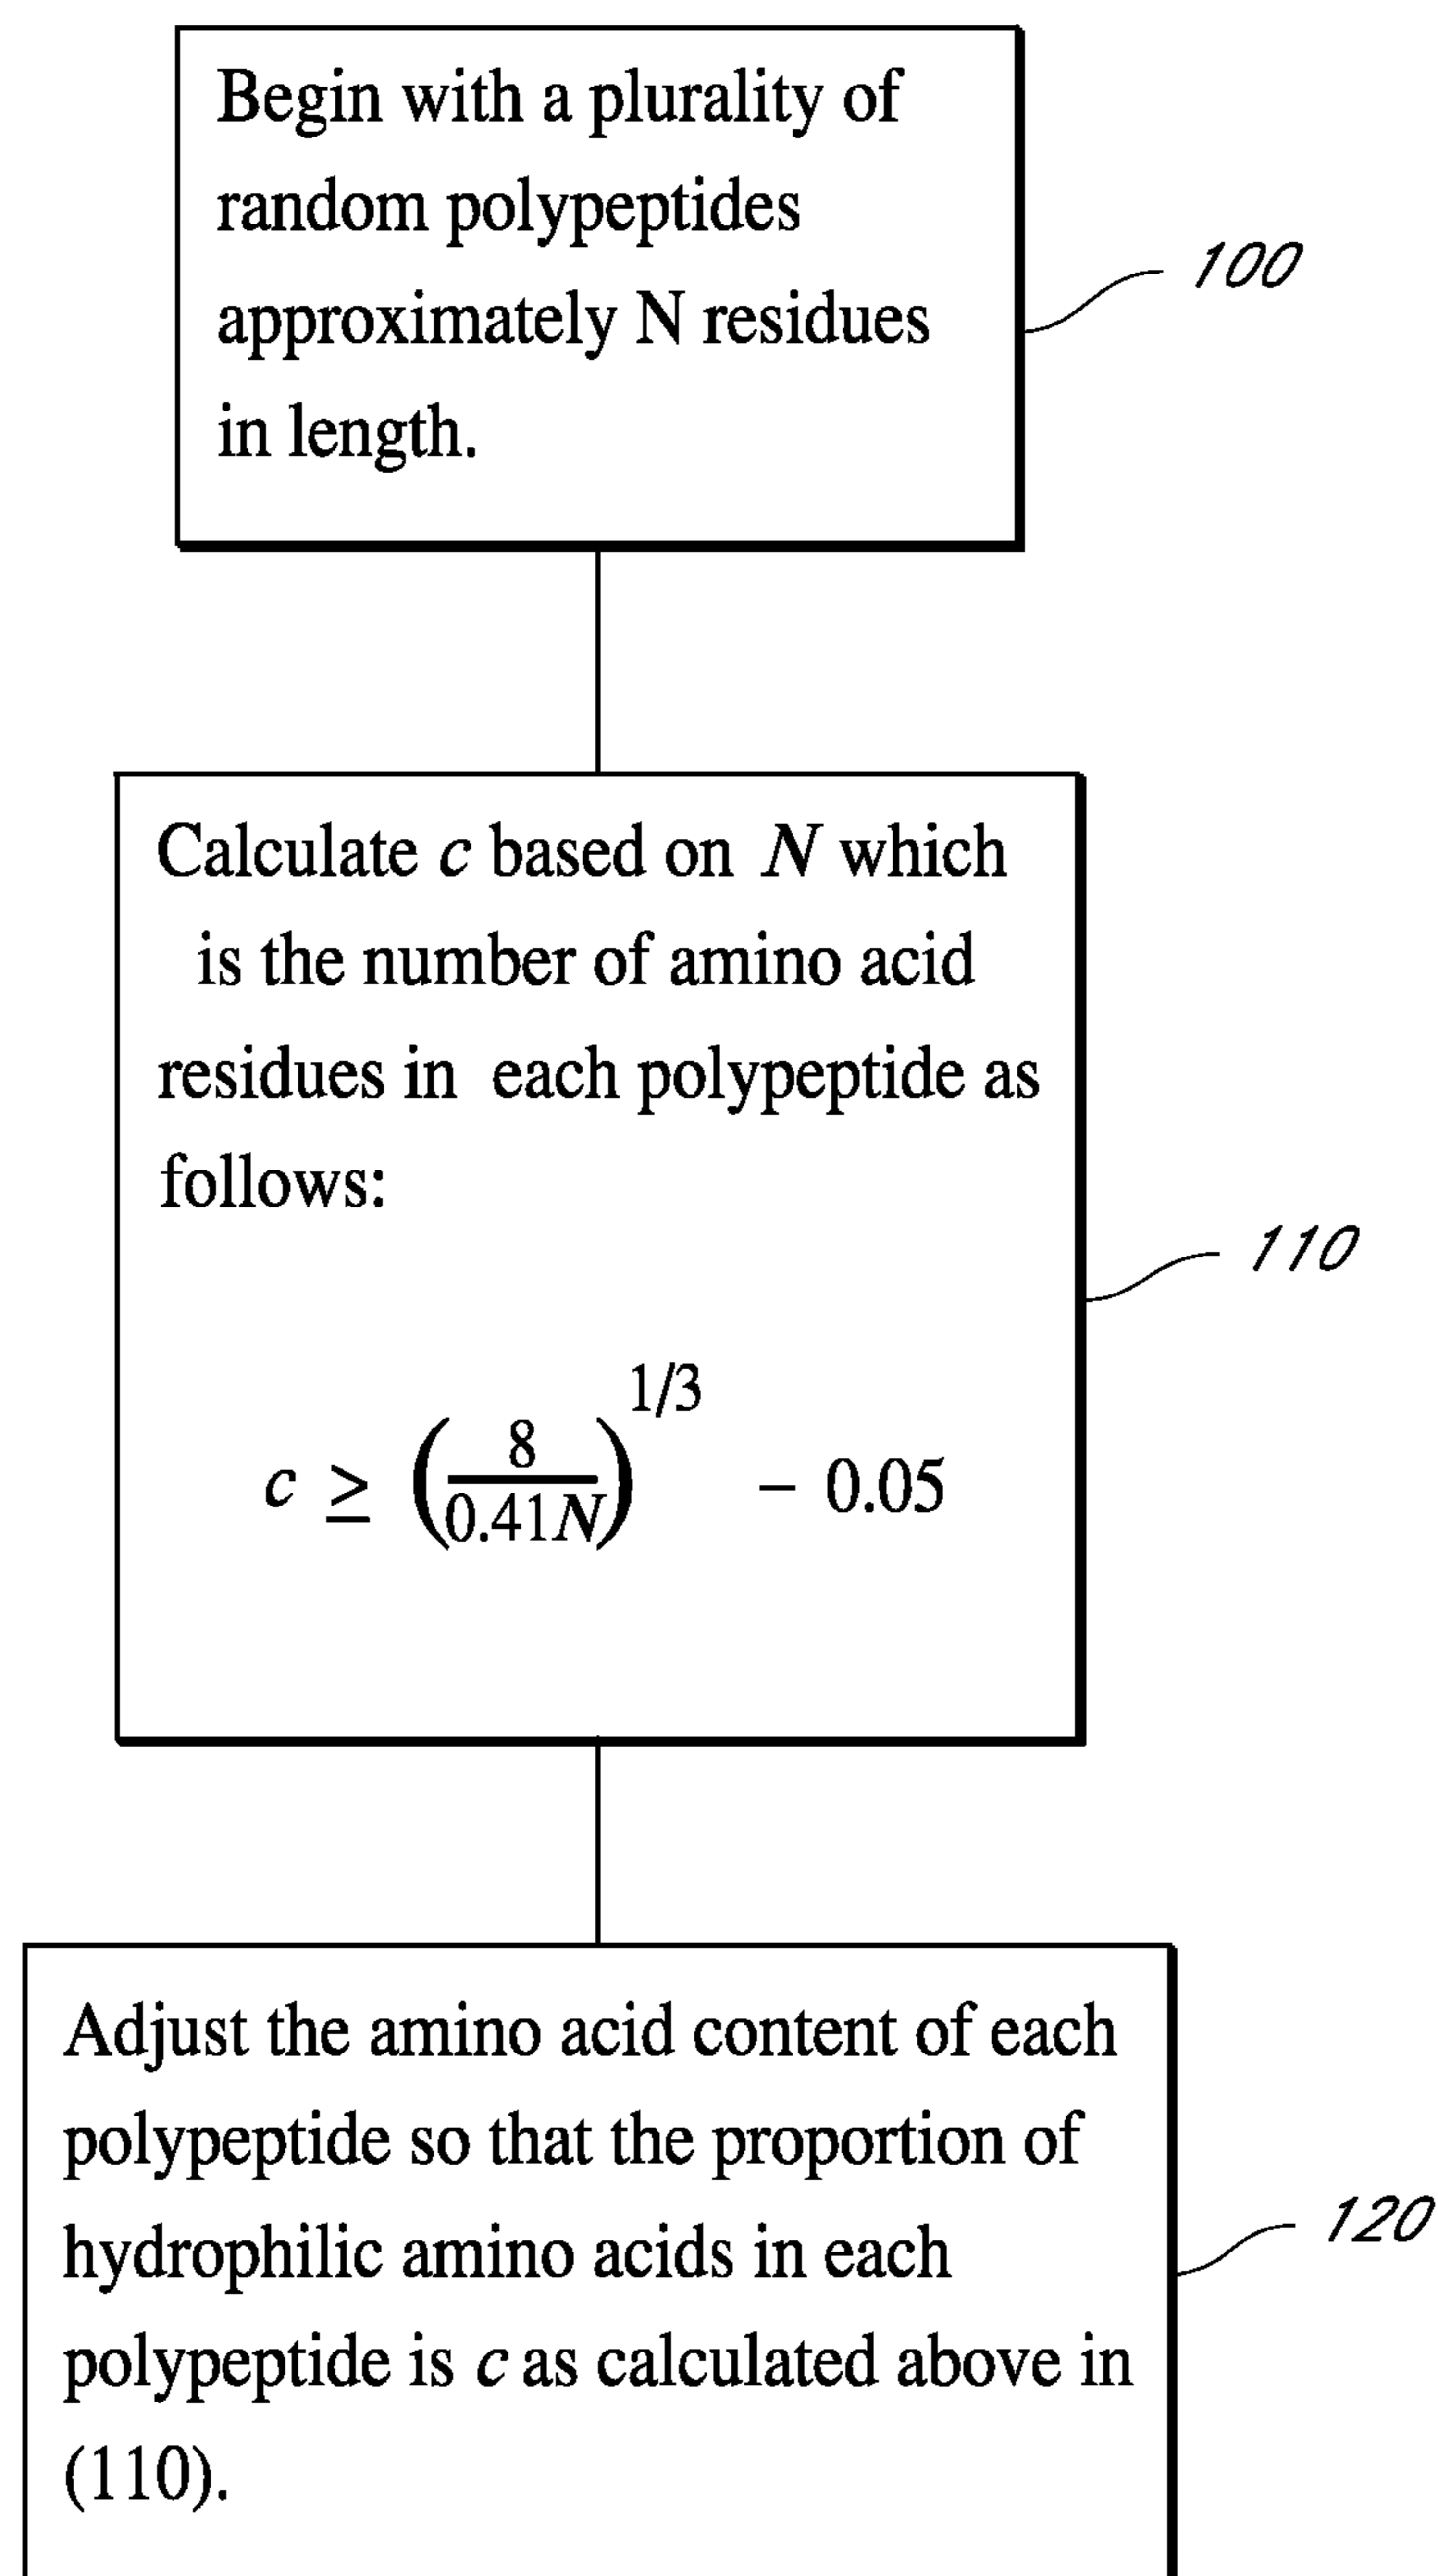 Begin with a plurality of
random polypeptides
approximately N residues
in length.
100
Calculate c based on N which
is the number of amino acid
residues in each polypeptide as
follows:
c ≥ (8/0.41N)^1/3 − 0.05
110
Adjust the amino acid content of each
polypeptide so that the proportion of
hydrophilic amino acids in each
polypeptide is c as calculated above in
(110).
120